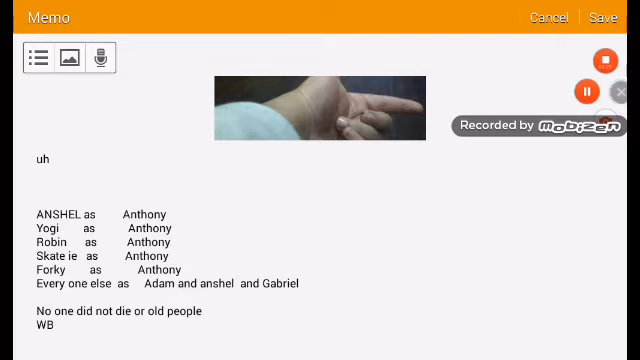 Memo
Cancel
Save
Recorded by mobizen
uh
ANSHEL as Anthony
Yogi as Anthony
Robin as Anthony
Skate ie as Anthony
Forky as Anthony
Every one else as Adam and anshel and Gabriel
No one did not die or old people
WB